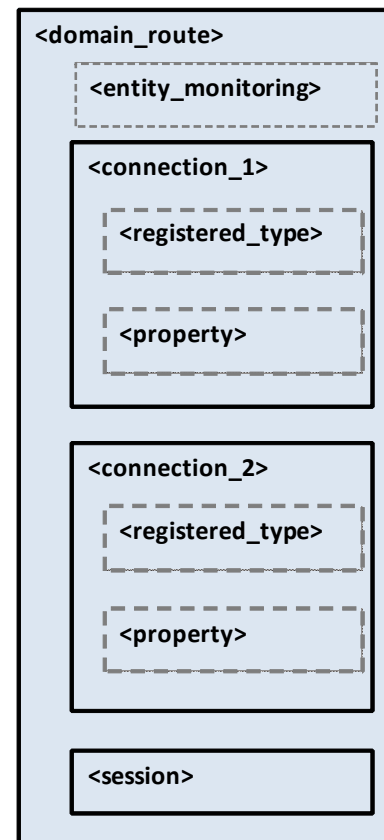 <domain_route>
<entity_monitoring>
<connection_1>
<registered_type>
<property>
<connection_2>
<registered_type>
<property>
<session>